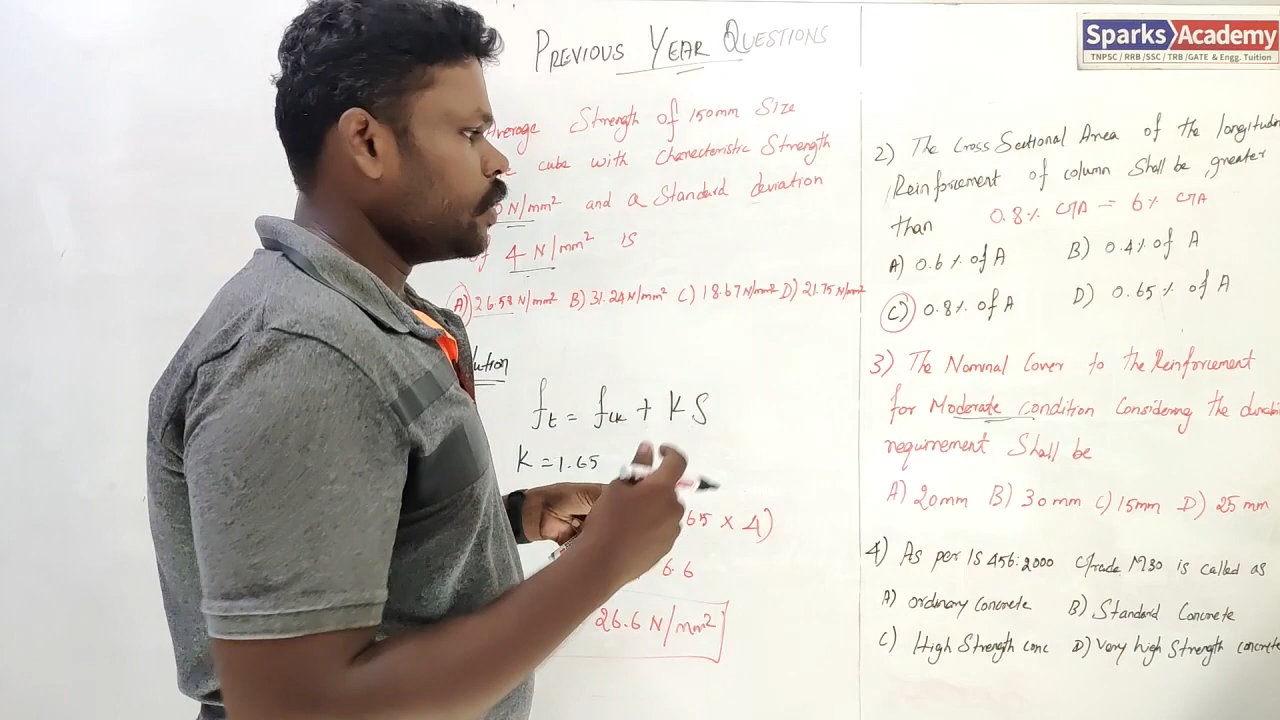 PREVIOUS YEAR QUESTIONS
Average Strength of 150mm Size
cube with characteristic Strength
N/mm² and a Standard deviation
of 4 N/mm² is
A) 26.58 N/mm² B) 31.24 N/mm² C) 18.67 N/mm² D) 21.75 N/mm²
ft = fck + KS
K = 1.65
65 x 4)
6.6
26.6 N/mm²
Sparks Academy
TNPSC / RRB / SSC / TRB / GATE & Engg. Tuition
2) The Cross Sectional Area of the
Reinforcement of column Shall be greater
than 0.8% GA - 6% GA
A) 0.6% of A B) 0.4% of A
C) 0.8% of A D) 0.65% of A
3) The Nominal Cover to the Reinforcement
for Moderate condition Considering the
requirement Shall be
A) 20mm B) 30mm C) 15mm D) 25mm
4) As per IS 456:2000 Grade M30 is called as
A) ordinary Concrete B) Standard Concrete
C) High Strength conc D) Very high Strength concrete